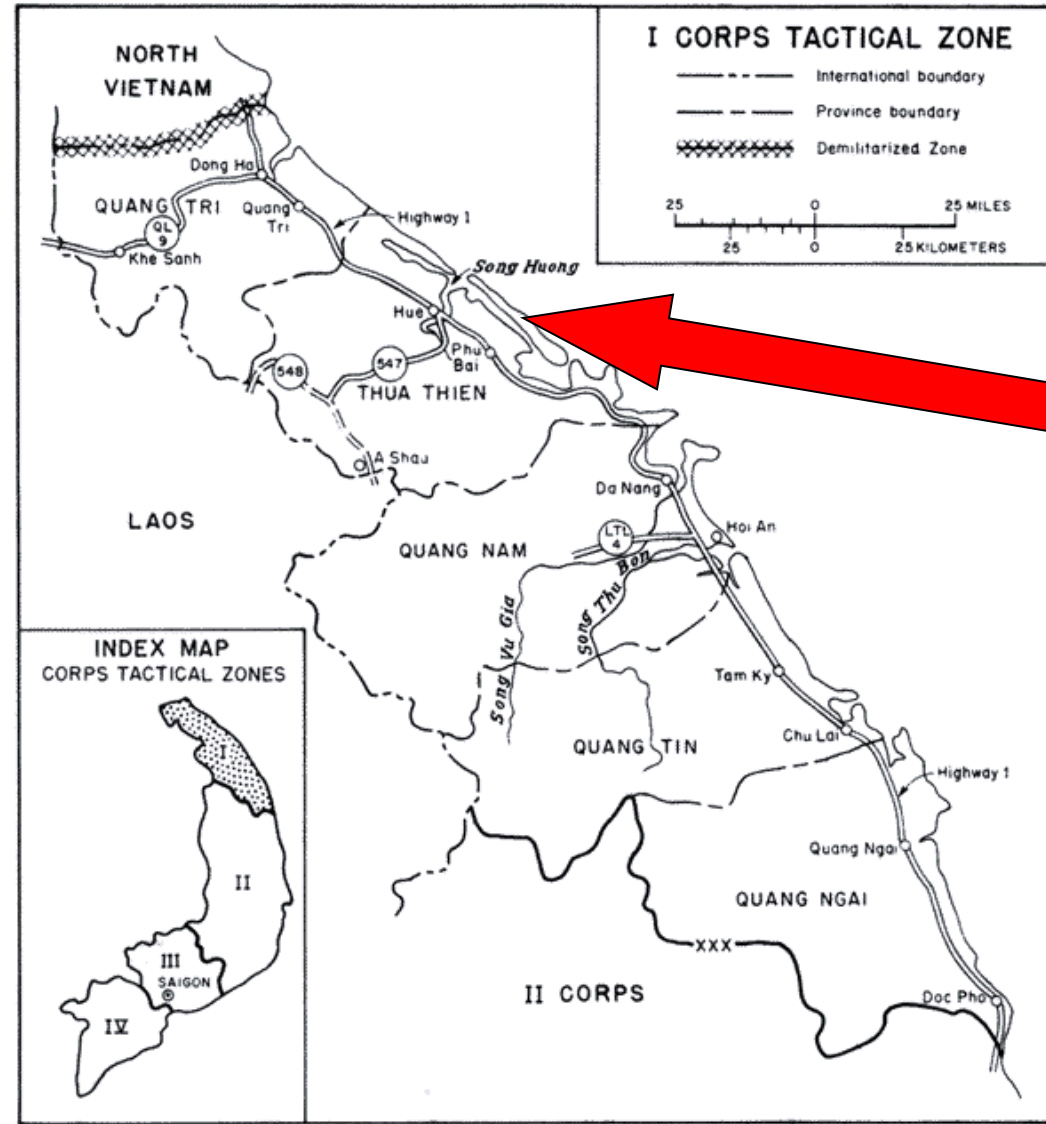 I CORPS TACTICAL ZONE
International boundary
Province boundary
Demilitarized Zone
25 0 25 MILES
25 0 25 KILOMETERS
NORTH
VIETNAM
Dong Ha
QUANG TRI
Quang
Tri
Highway 1
QL
9
Khe Sanh
Song Huong
Hue
Phu
Bai
547
548
THUA THIEN
A Shau
LAOS
Da Nang
Hoi An
LTL
4
QUANG NAM
Song Thu Bon
Song Vu Gia
Tam Ky
QUANG TIN
Chu Lai
Highway 1
Quang Ngai
QUANG NGAI
XXX
II CORPS
Doc Pho
INDEX MAP
CORPS TACTICAL ZONES
I
II
III
SAIGON
IV